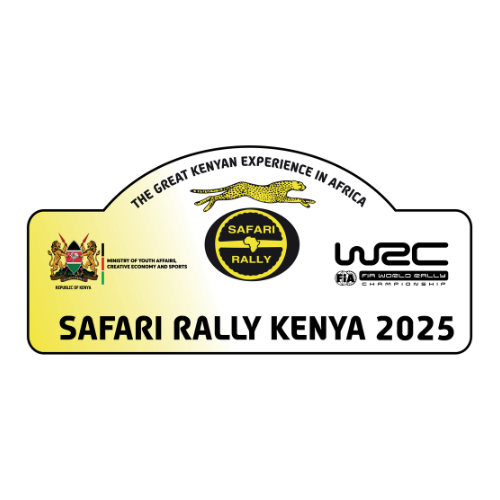 THE GREAT KENYAN EXPERIENCE IN AFRICA
SAFARI
RALLY
REPUBLIC OF KENYA
MINISTRY OF YOUTH AFFAIRS,
CREATIVE ECONOMY AND SPORTS
WRC
FIA
FIA WORLD RALLY
CHAMPIONSHIP
SAFARI RALLY KENYA 2025